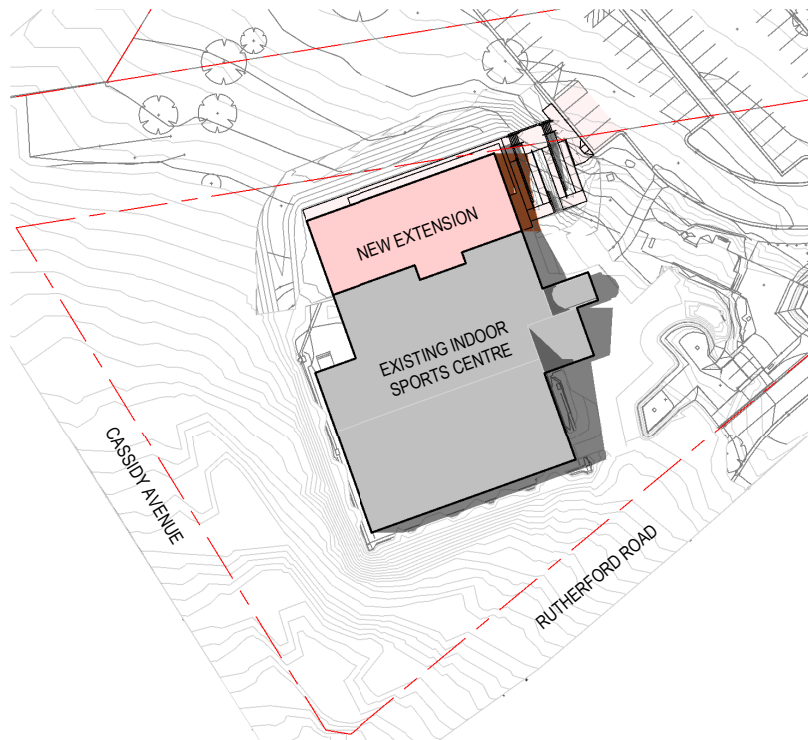 NEW EXTENSION
EXISTING INDOOR
SPORTS CENTRE
CASSIDY AVENUE
RUTHERFORD ROAD